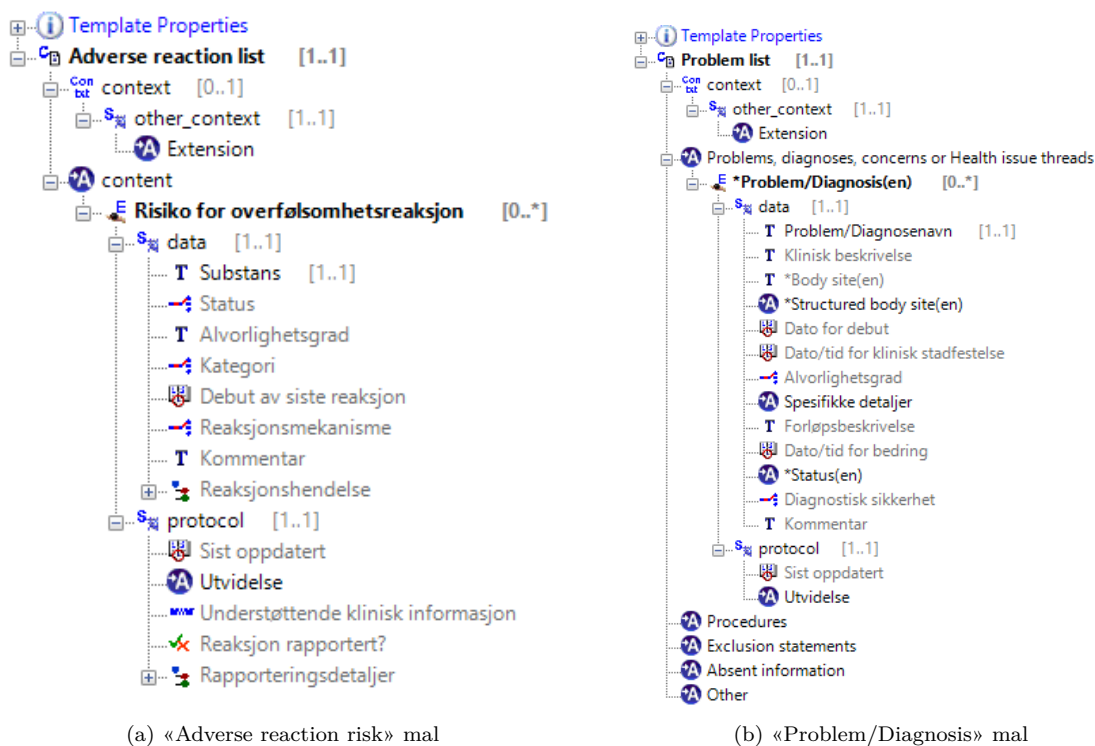 Template Properties
Adverse reaction list [1..1]
context [0..1]
other_context [1..1]
Extension
content
Risiko for overfølsomhetsreaksjon [0..*]
data [1..1]
Substans [1..1]
Status
Alvorlighetsgrad
Kategori
Debut av siste reaksjon
Reaksjonsmekanisme
Kommentar
Reaksjonshendelse
protocol [1..1]
Sist oppdatert
Utvidelse
Understøttende klinisk informasjon
Reaksjon rapportert?
Rapporteringsdetaljer
(a) «Adverse reaction risk» mal
Template Properties
Problem list [1..1]
context [0..1]
other_context [1..1]
Extension
Problems, diagnoses, concerns or Health issue threads
*Problem/Diagnosis(en) [0..*]
data [1..1]
Problem/Diagnosenavn [1..1]
Klinisk beskrivelse
*Body site(en)
*Structured body site(en)
Dato for debut
Dato/tid for klinisk stadfestelse
Alvorlighetsgrad
Spesifikke detaljer
Forløpsbeskrivelse
Dato/tid for bedring
*Status(en)
Diagnostisk sikkerhet
Kommentar
protocol [1..1]
Sist oppdatert
Utvidelse
Procedures
Exclusion statements
Absent information
Other
(b) «Problem/Diagnosis» mal